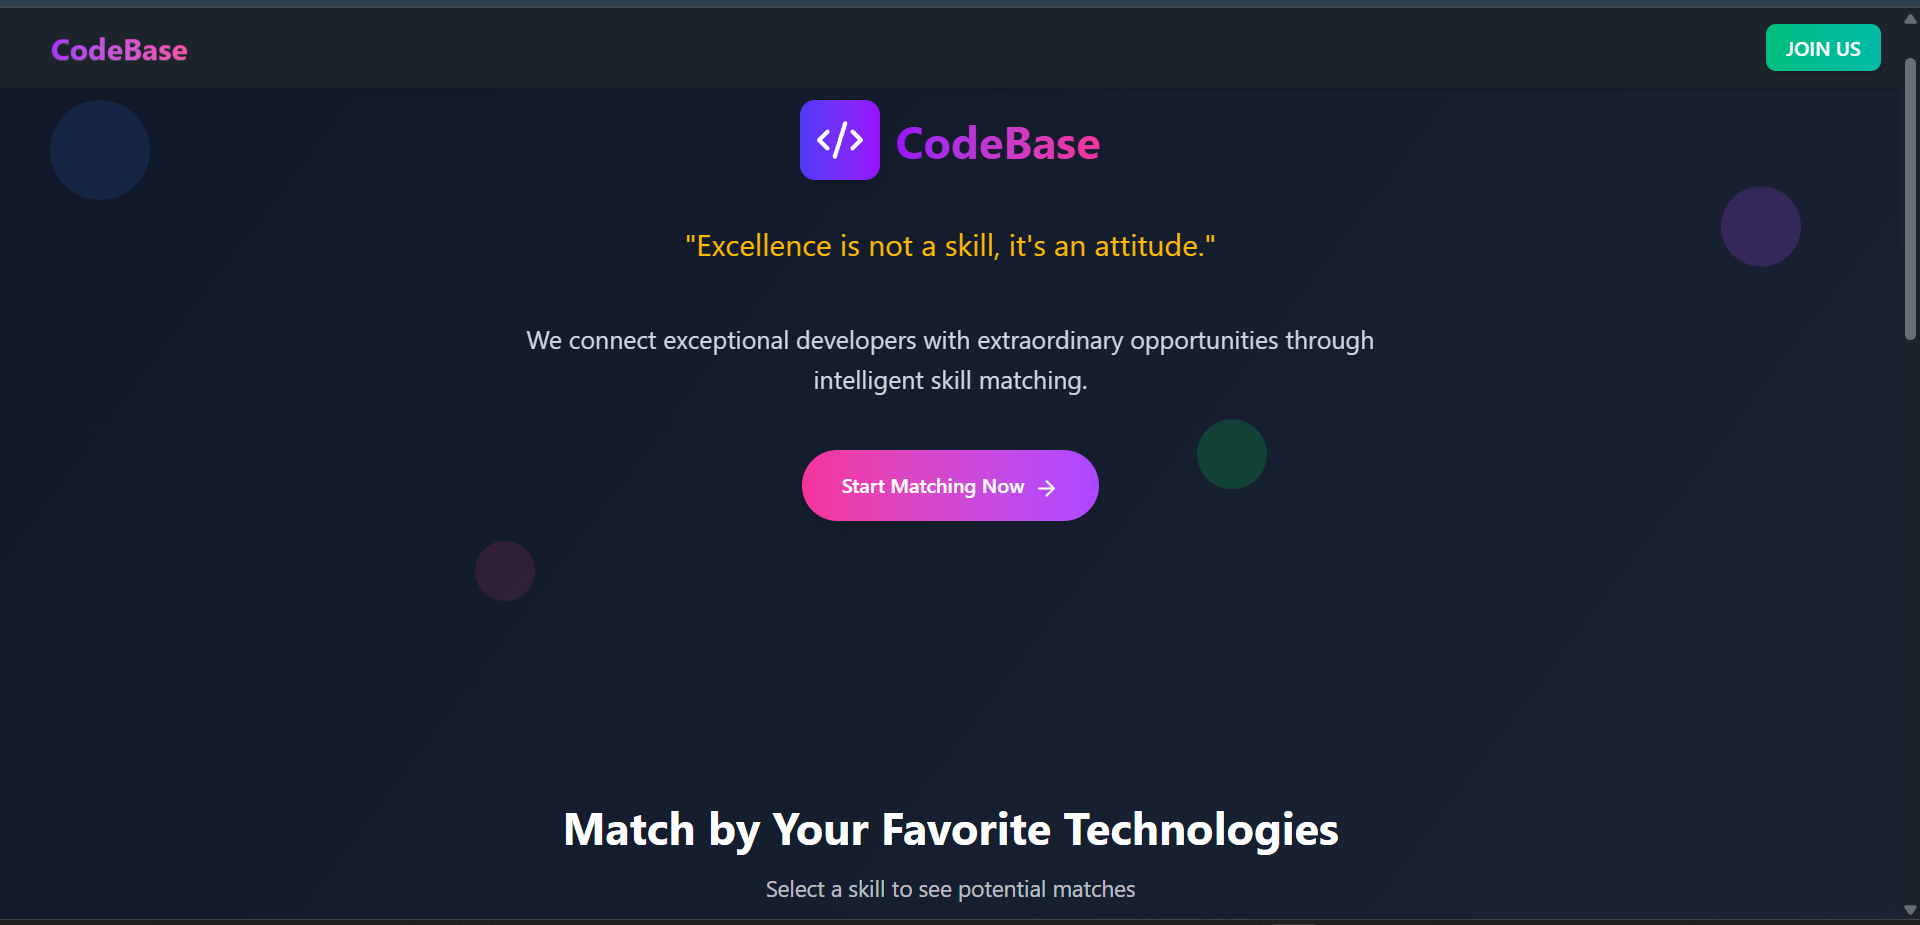 CodeBase
JOIN US
</> CodeBase
"Excellence is not a skill, it's an attitude."
We connect exceptional developers with extraordinary opportunities through
intelligent skill matching.
Start Matching Now →
Match by Your Favorite Technologies
Select a skill to see potential matches